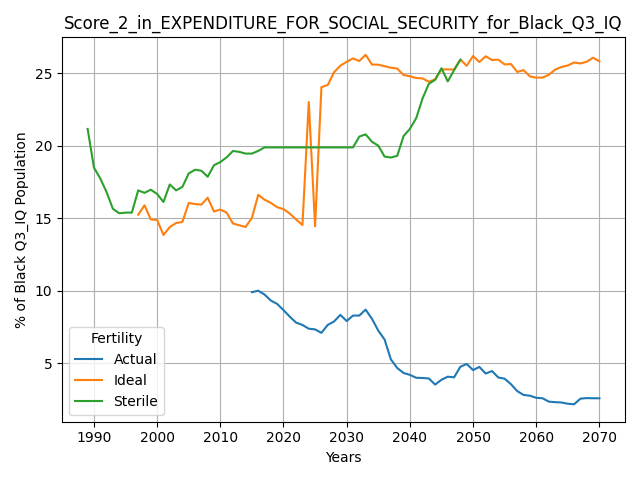 Score_2_in_EXPENDITURE_FOR_SOCIAL_SECURITY_for_Black_Q3_IQ
% of Black Q3_IQ Population
25
20
15
10
5
Fertility
Actual
Ideal
Sterile
1990 2000 2010 2020 2030 2040 2050 2060 2070
Years